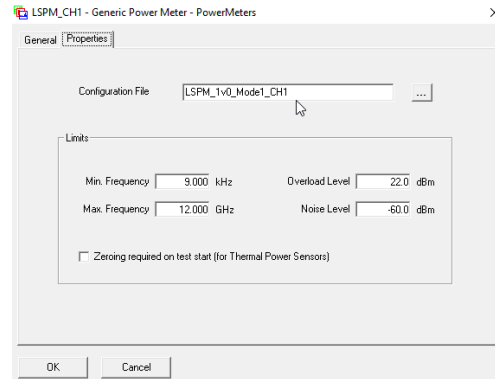 LSPM_CH1 - Generic Power Meter - PowerMeters
General Properties
Configuration File LSPM_1v0_Mode1_CH1 ...
Limits
Min. Frequency 9.000 kHz Overload Level 22.0 dBm
Max. Frequency 12.000 GHz Noise Level -60.0 dBm
Zeroing required on test start (for Thermal Power Sensors)
OK Cancel